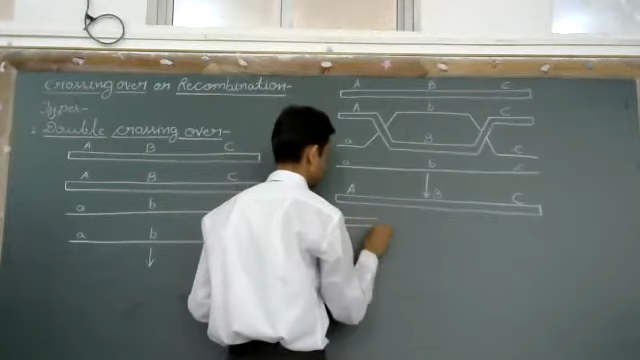 Crossing over or Recombination-
Types-
Double crossing over-
A B C
A B C
a b
a b
A B C
A b C
a B c
a b c
A B C